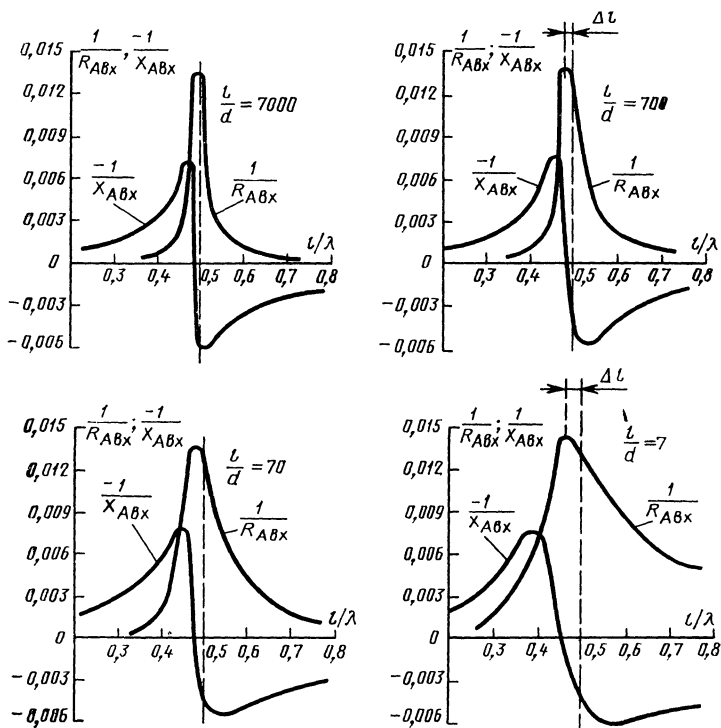 0,015
0,012
0,009
0,006
0,003
0
−0,003
−0,006
1/R_Aвх , −1/X_Aвх
l/d = 7000
−1/X_Aвх
1/R_Aвх
l/λ
0,3 0,4 0,5 0,6 0,7 0,8
Δl
0,015
0,012
0,009
0,006
0,003
0
−0,003
−0,006
1/R_Aвх ; −1/X_Aвх
l/d = 700
−1/X_Aвх
1/R_Aвх
l/λ
0,3 0,4 0,5 0,6 0,7 0,8
0,015
0,012
0,009
0,006
0,003
0
−0,003
−0,006
1/R_Aвх ; −1/X_Aвх
l/d = 70
−1/X_Aвх
1/R_Aвх
l/λ
0,3 0,4 0,5 0,6 0,7 0,8
Δl
0,015
0,012
0,009
0,006
0,003
0
−0,003
−0,006
1/R_Aвх ; 1/X_Aвх
l/d = 7
−1/X_Aвх
1/R_Aвх
l/λ
0,3 0,4 0,5 0,6 0,7 0,8